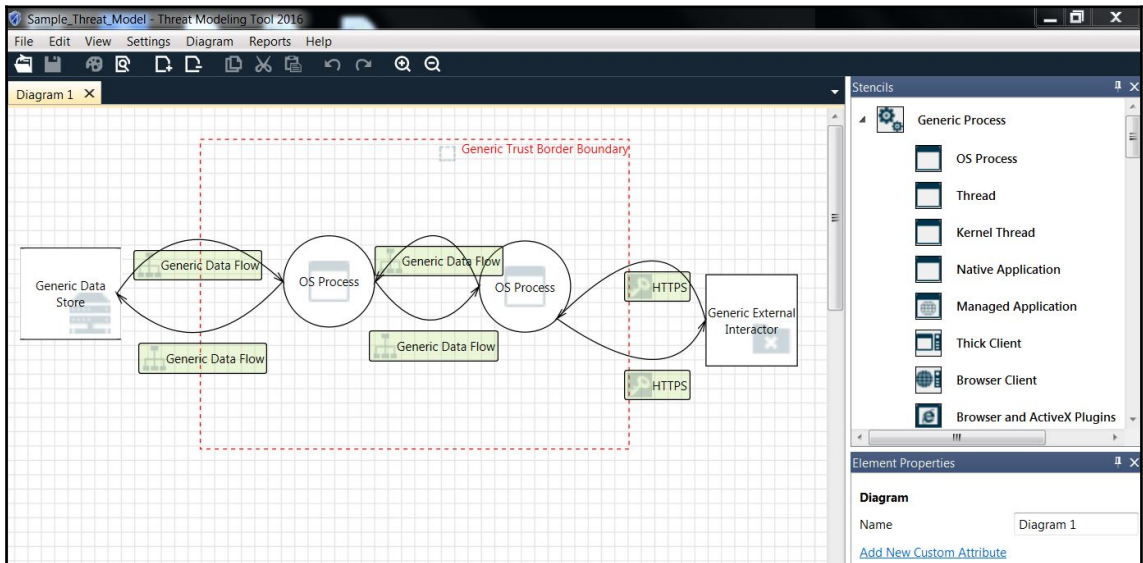 Sample_Threat_Model - Threat Modeling Tool 2016
File Edit View Settings Diagram Reports Help
Diagram 1
Generic Trust Border Boundary
Generic Data Flow
Generic Data Flow
HTTPS
Generic Data
Store
OS Process
OS Process
Generic External
Interactor
Generic Data Flow
Generic Data Flow
HTTPS
Stencils
Generic Process
OS Process
Thread
Kernel Thread
Native Application
Managed Application
Thick Client
Browser Client
Browser and ActiveX Plugins
Element Properties
Diagram
Name Diagram 1
Add New Custom Attribute